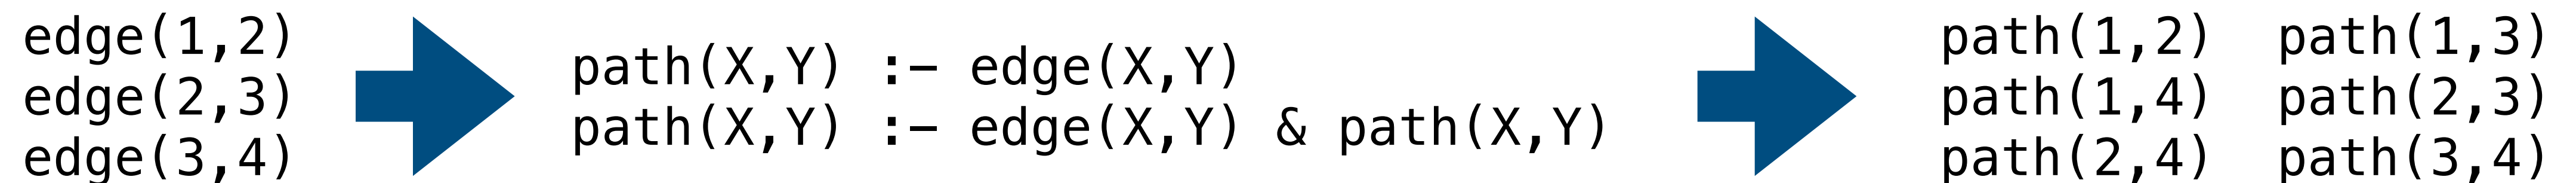 edge(1,2)
edge(2,3)
edge(3,4)
path(X,Y) :- edge(X,Y)
path(X,Y) :- edge(X,Y) & path(X,Y)
path(1,2) path(1,3)
path(1,4) path(2,3)
path(2,4) path(3,4)